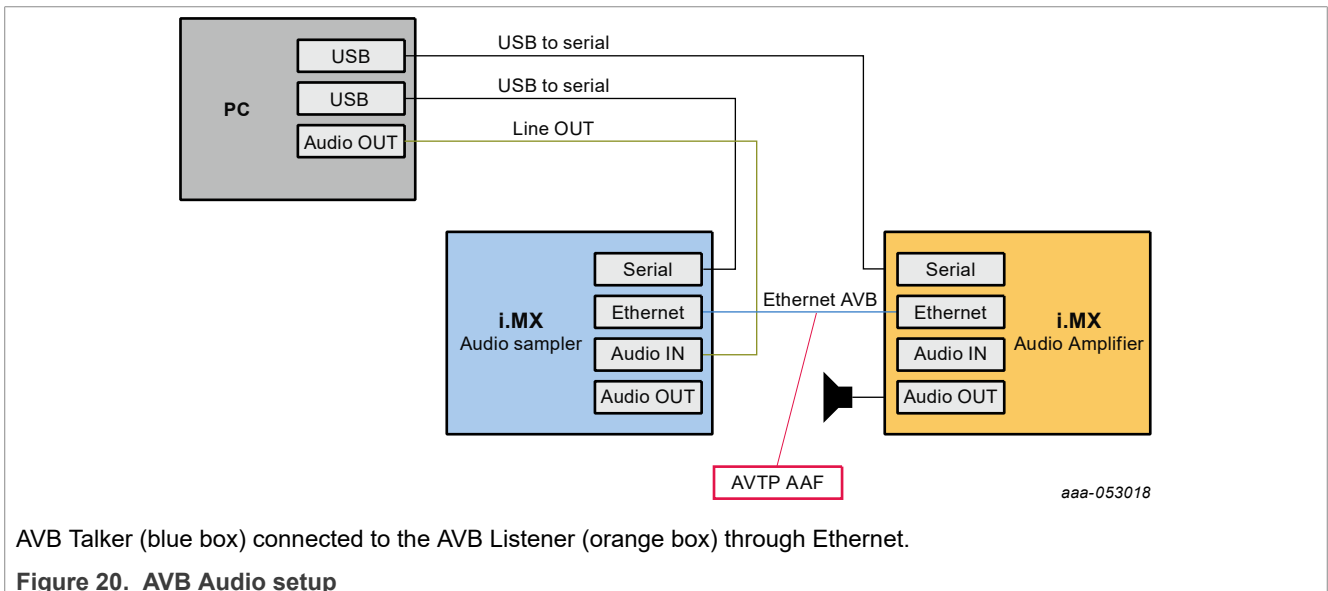 USB to serial
USB
USB to serial
PC
USB
Line OUT
Audio OUT
Serial
Serial
Ethernet AVB
Ethernet
Ethernet
i.MX
i.MX
Audio sampler
Audio IN
Audio IN
Audio Amplifier
Audio OUT
Audio OUT
AVTP AAF
aaa-053018
AVB Talker (blue box) connected to the AVB Listener (orange box) through Ethernet.
Figure 20. AVB Audio setup